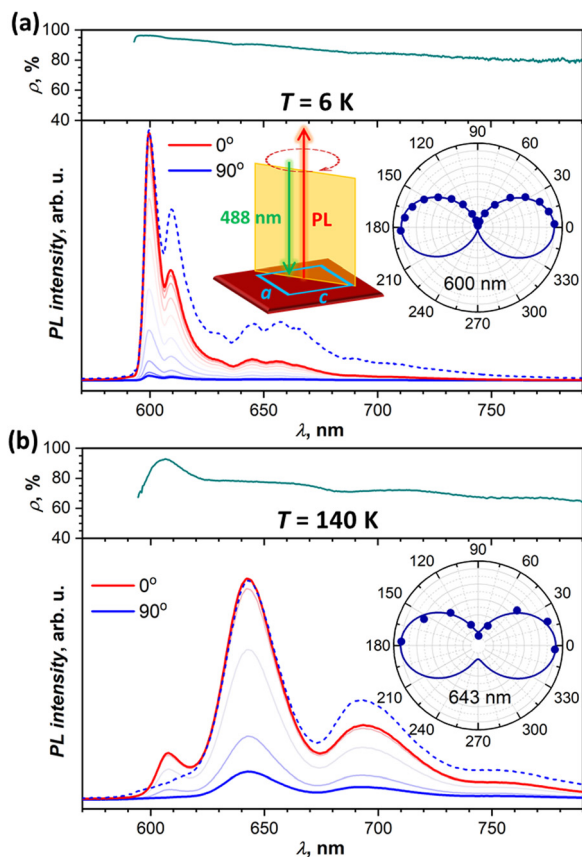 (a)
ρ, %
100
80
60
40
T = 6 K
PL intensity, arb. u.
0°
90°
488 nm
PL
a
c
90
120
60
150
30
180
0
210
330
240
300
270
600 nm
600
650
700
750
λ, nm
(b)
ρ, %
100
80
60
40
T = 140 K
PL intensity, arb. u.
0°
90°
90
120
60
150
30
180
0
210
330
240
300
270
643 nm
600
650
700
750
λ, nm